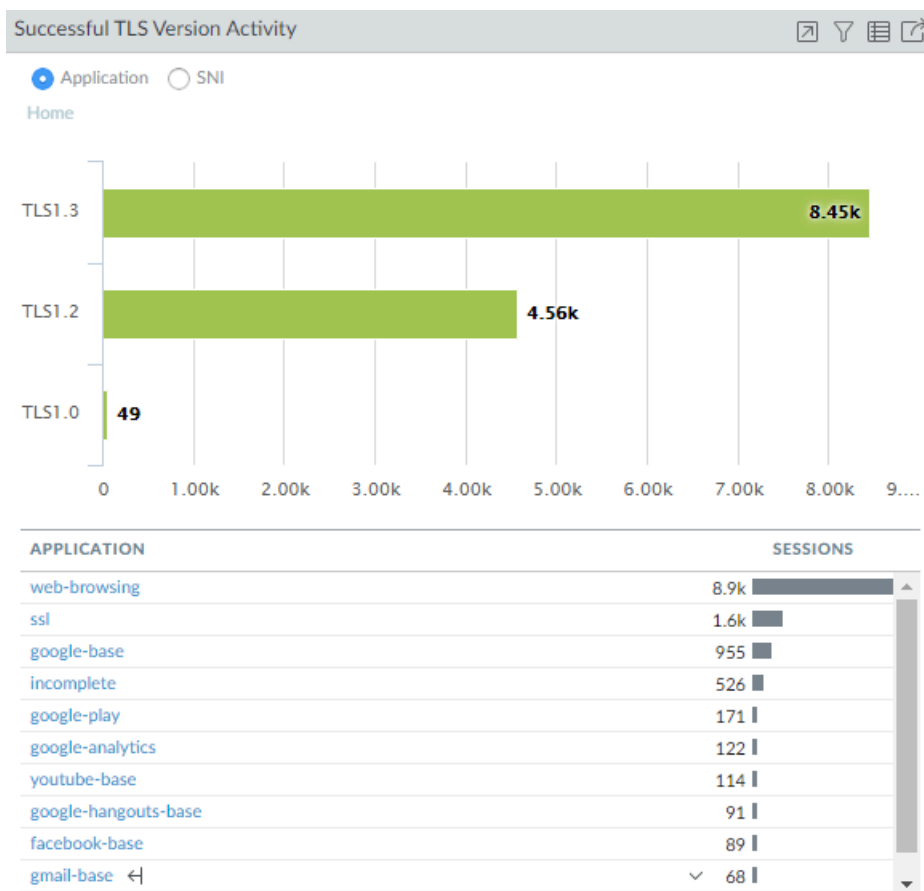 Successful TLS Version Activity
Application SNI
Home
TLS1.3 8.45k
TLS1.2 4.56k
TLS1.0 49
0 1.00k 2.00k 3.00k 4.00k 5.00k 6.00k 7.00k 8.00k 9....
APPLICATION SESSIONS
web-browsing 8.9k
ssl 1.6k
google-base 955
incomplete 526
google-play 171
google-analytics 122
youtube-base 114
google-hangouts-base 91
facebook-base 89
gmail-base 68